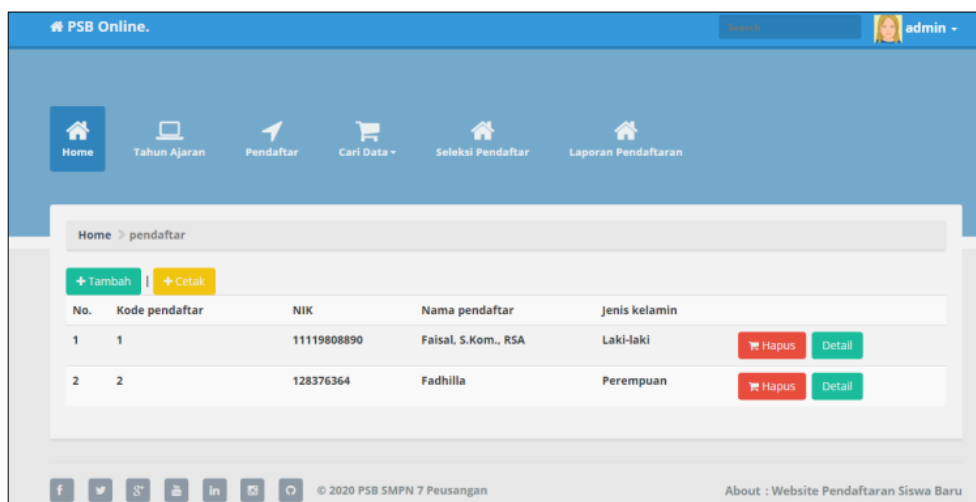 PSB Online.
Search
admin
Home
Tahun Ajaran
Pendaftar
Cari Data
Seleksi Pendaftar
Laporan Pendaftaran
Home > pendaftar
+ Tambah | + Cetak
No. Kode pendaftar NIK Nama pendaftar Jenis kelamin
1 1 11119808890 Faisal, S.Kom., RSA Laki-laki Hapus Detail
2 2 128376364 Fadhilla Perempuan Hapus Detail
© 2020 PSB SMPN 7 Peusangan
About : Website Pendaftaran Siswa Baru